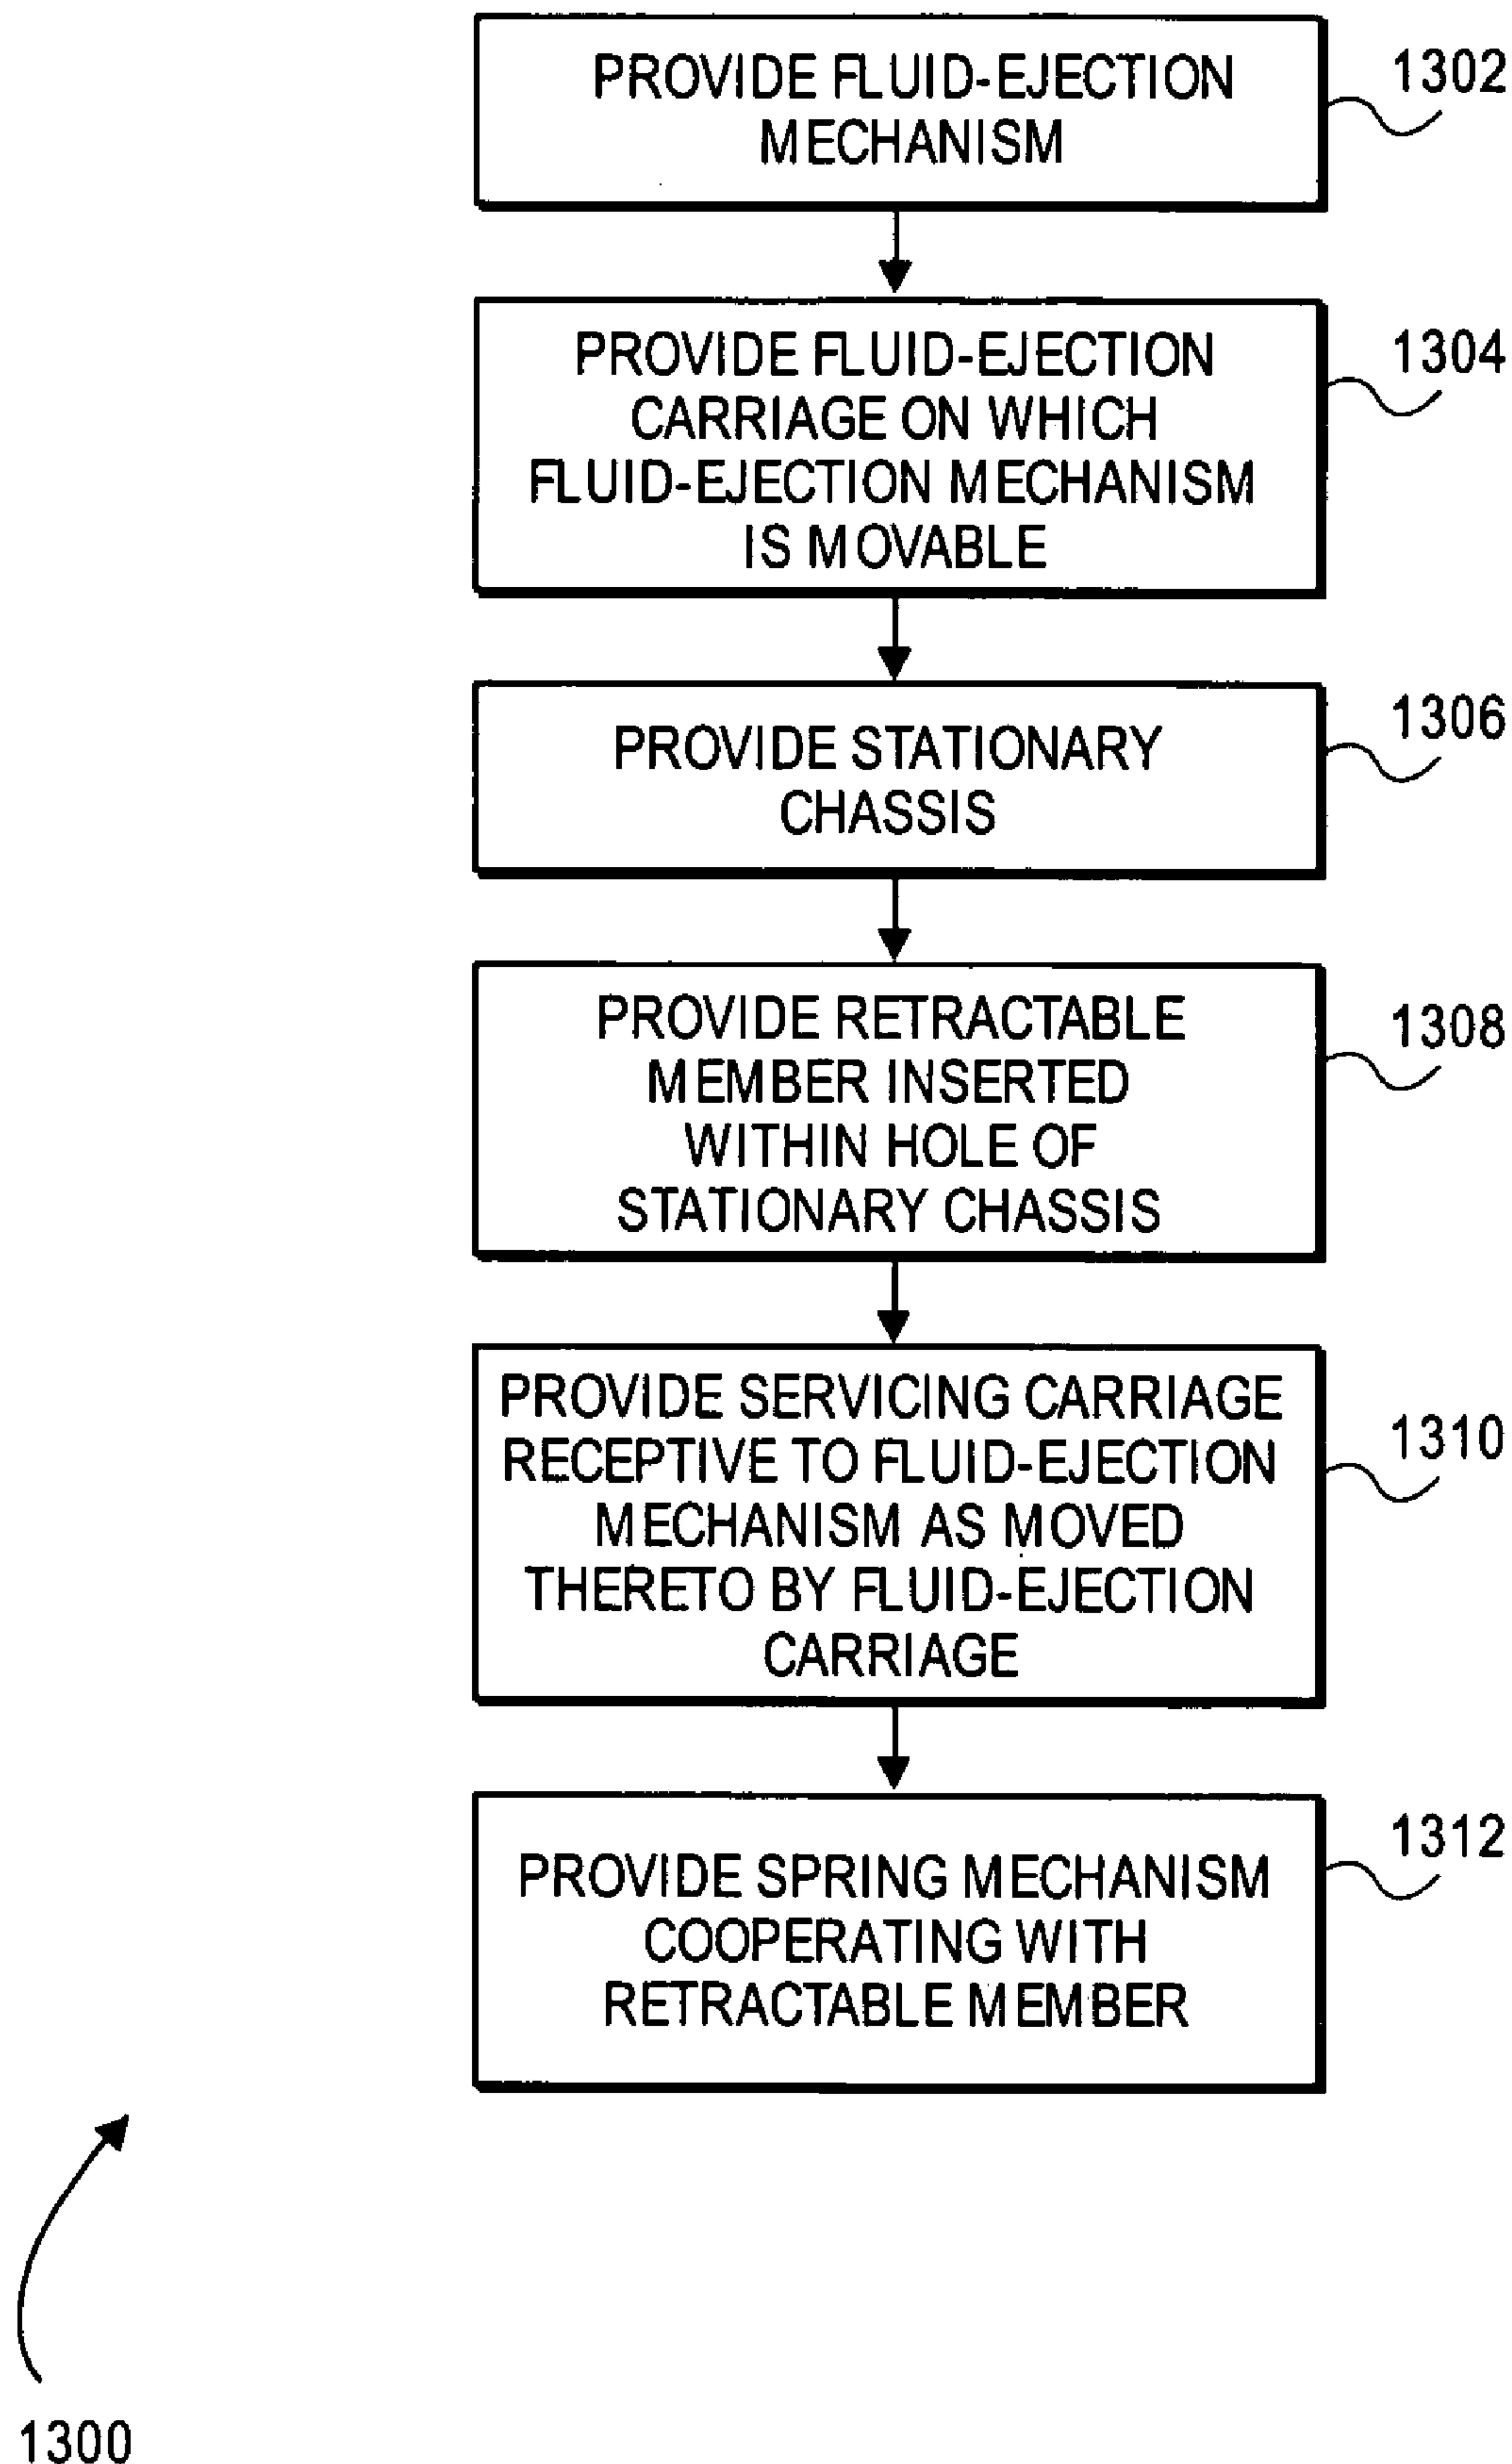 PROVIDE FLUID-EJECTION
MECHANISM
1302
PROVIDE FLUID-EJECTION
CARRIAGE ON WHICH
FLUID-EJECTION MECHANISM
IS MOVABLE
1304
PROVIDE STATIONARY
CHASSIS
1306
PROVIDE RETRACTABLE
MEMBER INSERTED
WITHIN HOLE OF
STATIONARY CHASSIS
1308
PROVIDE SERVICING CARRIAGE
RECEPTIVE TO FLUID-EJECTION
MECHANISM AS MOVED
THERETO BY FLUID-EJECTION
CARRIAGE
1310
PROVIDE SPRING MECHANISM
COOPERATING WITH
RETRACTABLE MEMBER
1312
1300